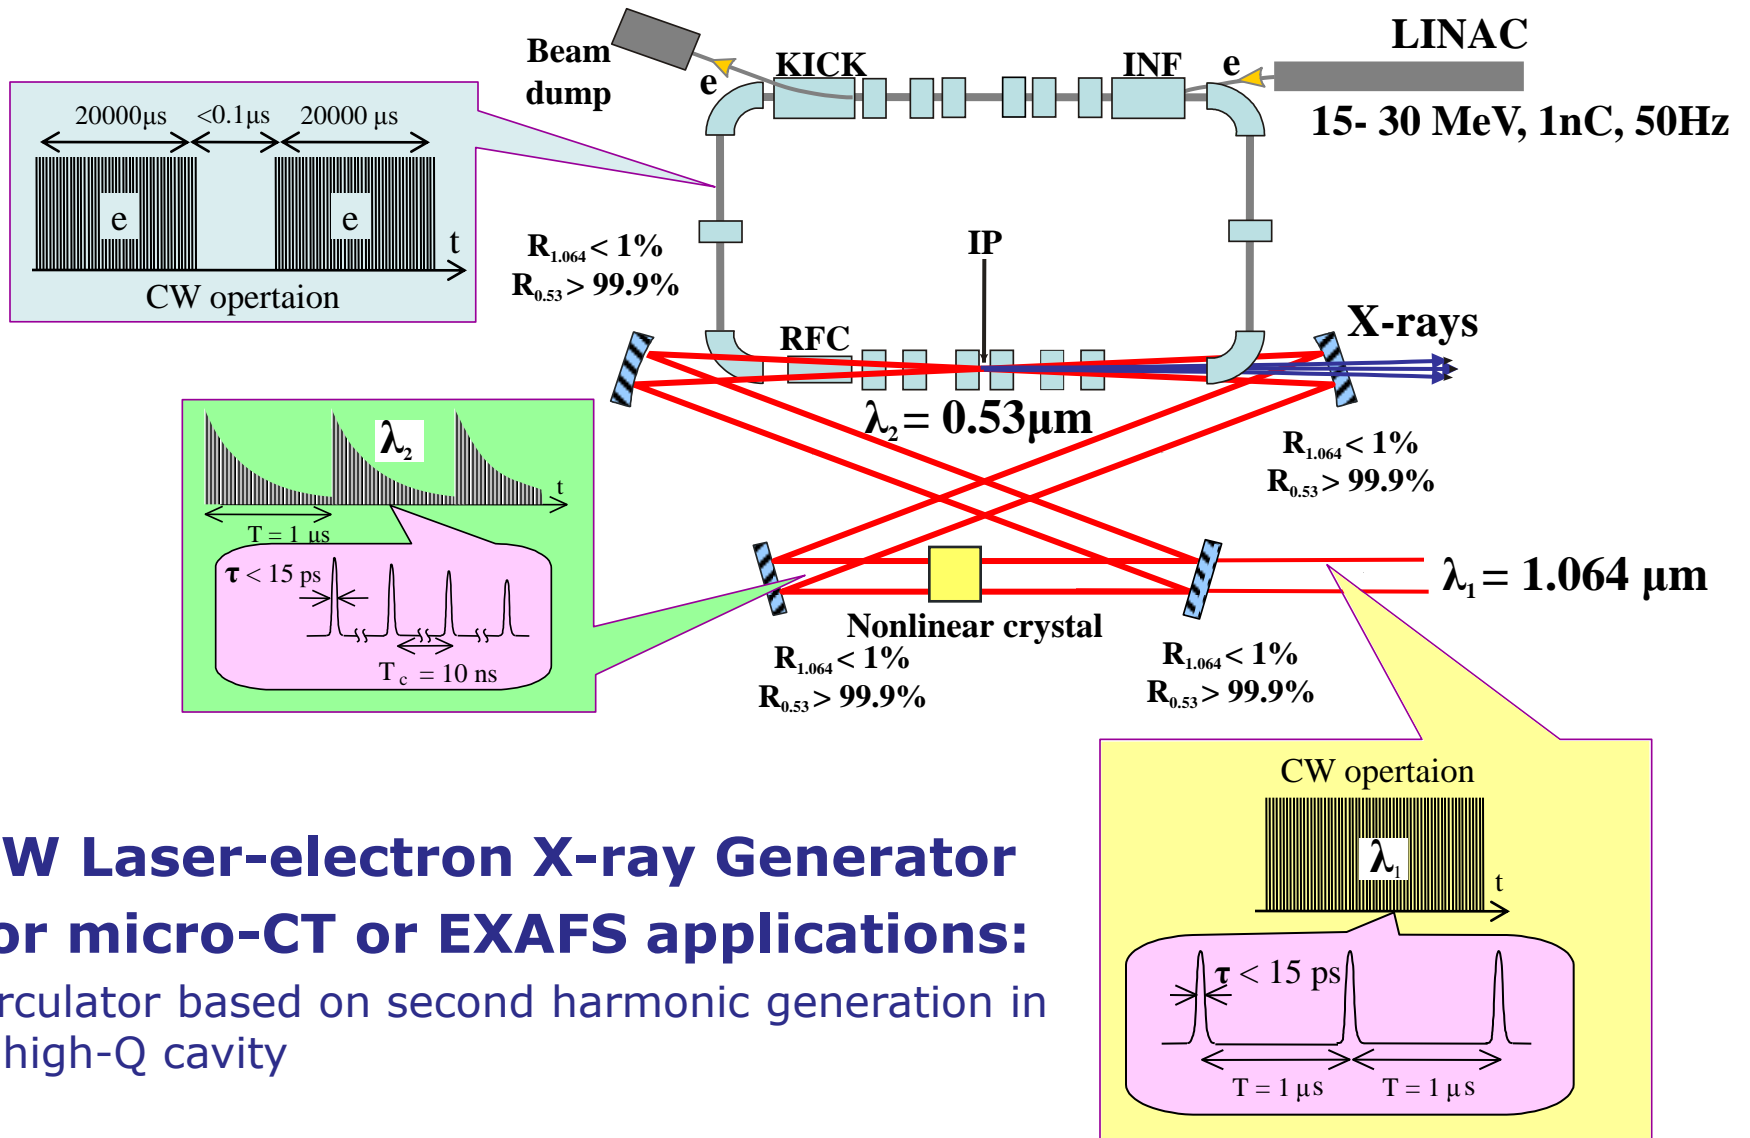 LINAC
Beam
dump
KICK
INF
e
e
15- 30 MeV, 1nC, 50Hz
20000μs <0.1μs 20000 μs
e e t
CW opertaion
R1.064 < 1%
R0.53 > 99.9%
IP
X-rays
RFC
λ2 = 0.53μm
R1.064 < 1%
R0.53 > 99.9%
λ2
t
T = 1 μs
τ < 15 ps
Tc = 10 ns
λ1 = 1.064 μm
Nonlinear crystal
R1.064 < 1%
R0.53 > 99.9%
R1.064 < 1%
R0.53 > 99.9%
CW opertaion
λ1
t
τ < 15 ps
T = 1 μs T = 1 μs
W Laser-electron X-ray Generator
or micro-CT or EXAFS applications:
rculator based on second harmonic generation in
high-Q cavity